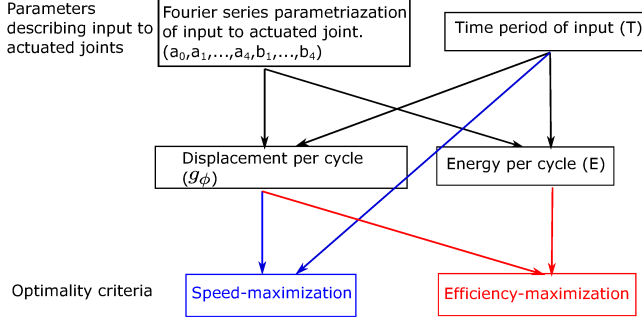 Parameters
describing input to
actuated joints
Fourier series parametriazation
of input to actuated joint.
(a₀,a₁,...,a₄,b₁,...,b₄)
Time period of input (T)
Displacement per cycle
(gϕ)
Energy per cycle (E)
Optimality criteria
Speed-maximization
Efficiency-maximization